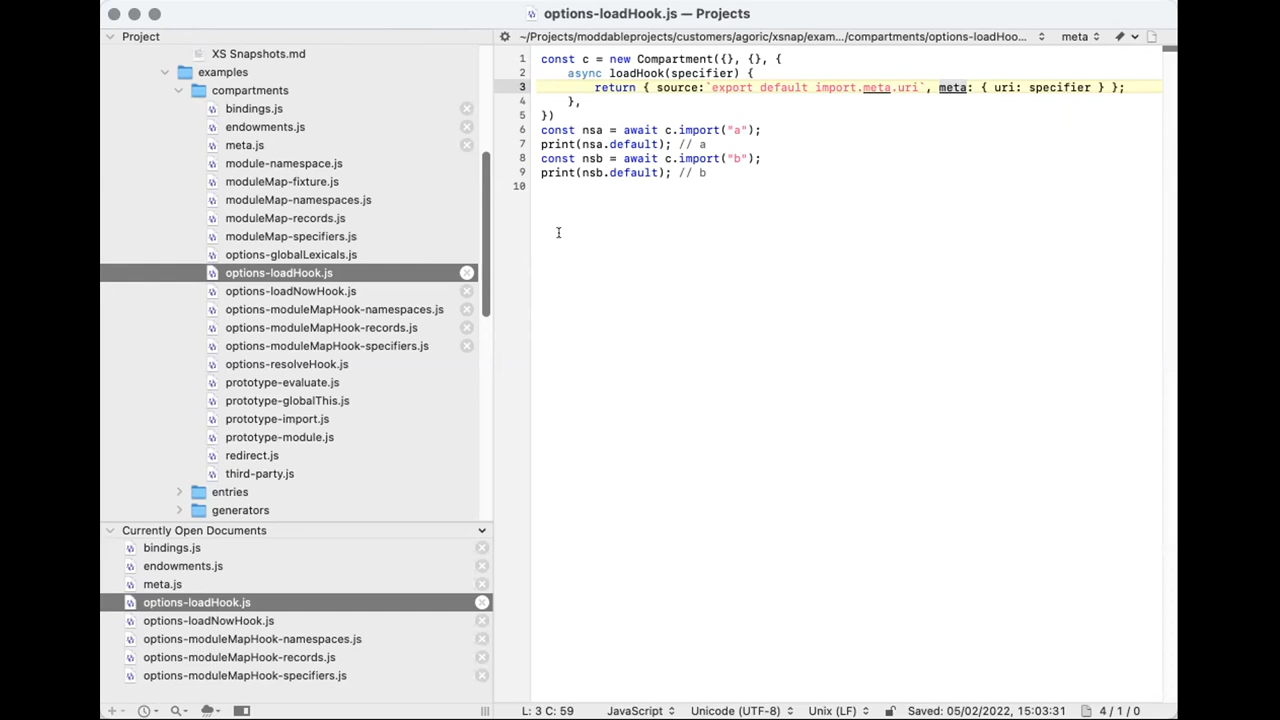 options-loadHook.js — Projects
Project
~/Projects/moddableprojects/customers/agoric/xsnap/exam.../compartments/options-loadHoo...
meta
XS Snapshots.md
examples
compartments
bindings.js
endowments.js
meta.js
module-namespace.js
moduleMap-fixture.js
moduleMap-namespaces.js
moduleMap-records.js
moduleMap-specifiers.js
options-globalLexicals.js
options-loadHook.js
options-loadNowHook.js
options-moduleMapHook-namespaces.js
options-moduleMapHook-records.js
options-moduleMapHook-specifiers.js
options-resolveHook.js
prototype-evaluate.js
prototype-globalThis.js
prototype-import.js
prototype-module.js
redirect.js
third-party.js
entries
generators
Currently Open Documents
bindings.js
endowments.js
meta.js
options-loadHook.js
options-loadNowHook.js
options-moduleMapHook-namespaces.js
options-moduleMapHook-records.js
options-moduleMapHook-specifiers.js
1 const c = new Compartment({}, {}, {
2 async loadHook(specifier) {
3 return { source:`export default import.meta.uri`, meta: { uri: specifier } };
4 },
5 })
6 const nsa = await c.import("a");
7 print(nsa.default); // a
8 const nsb = await c.import("b");
9 print(nsb.default); // b
10
L: 3 C: 59
JavaScript
Unicode (UTF-8)
Unix (LF)
Saved: 05/02/2022, 15:03:31
4 / 1 / 0